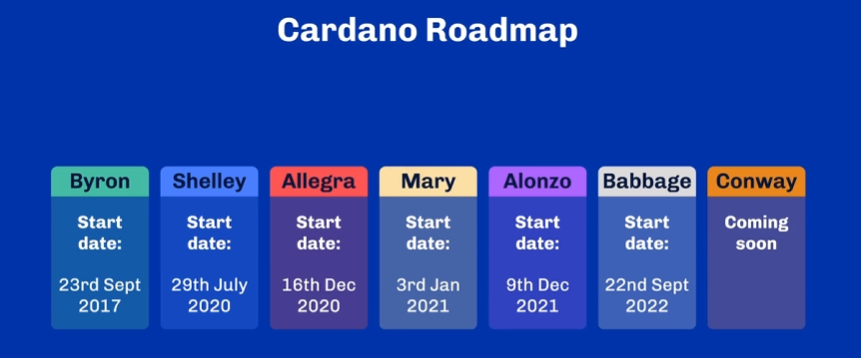 Cardano Roadmap
Byron
Start
date:
23rd Sept
2017
Shelley
Start
date:
29th July
2020
Allegra
Start
date:
16th Dec
2020
Mary
Start
date:
3rd Jan
2021
Alonzo
Start
date:
9th Dec
2021
Babbage
Start
date:
22nd Sept
2022
Conway
Coming
soon